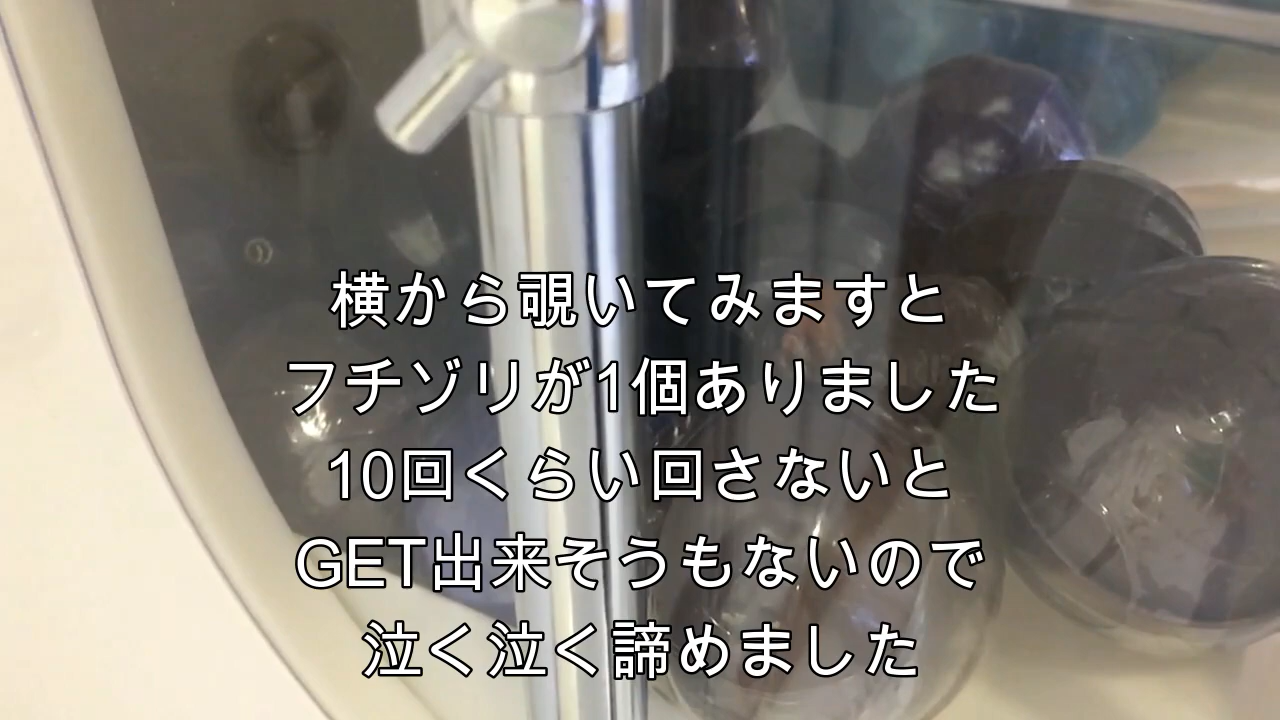 横から覗いてみますと
フチゾリが1個ありました
10回くらい回さないと
GET出来そうもないので
泣く泣く諦めました